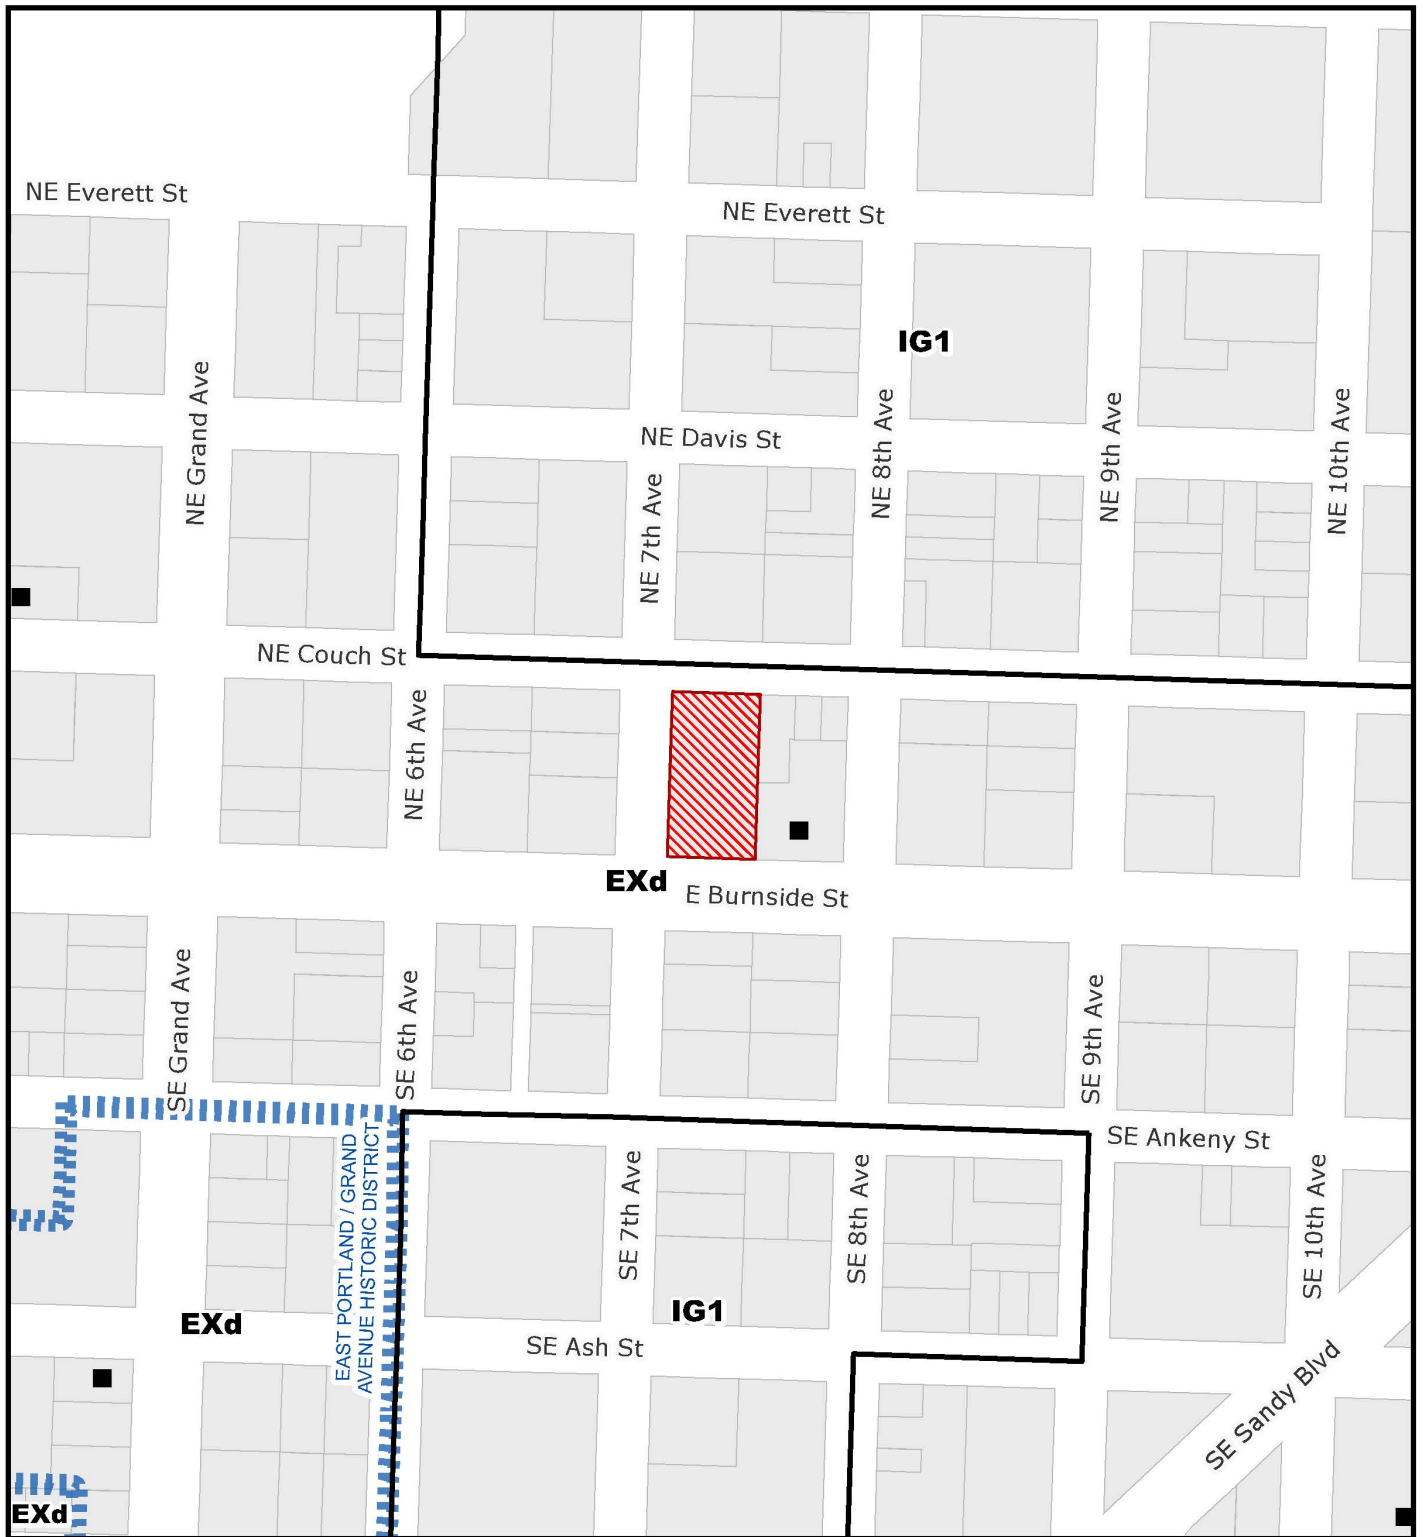 NE Everett St
NE Everett St
IG1
NE Grand Ave
NE 8th Ave
NE 9th Ave
NE 10th Ave
NE Davis St
NE 7th Ave
NE Couch St
NE 6th Ave
EXd
E Burnside St
SE Grand Ave
SE 6th Ave
SE 9th Ave
SE Ankeny St
EAST PORTLAND / GRAND
AVENUE HISTORIC DISTRICT
SE 7th Ave
SE 8th Ave
SE 10th Ave
EXd
IG1
SE Ash St
SE Sandy Blvd
EXd